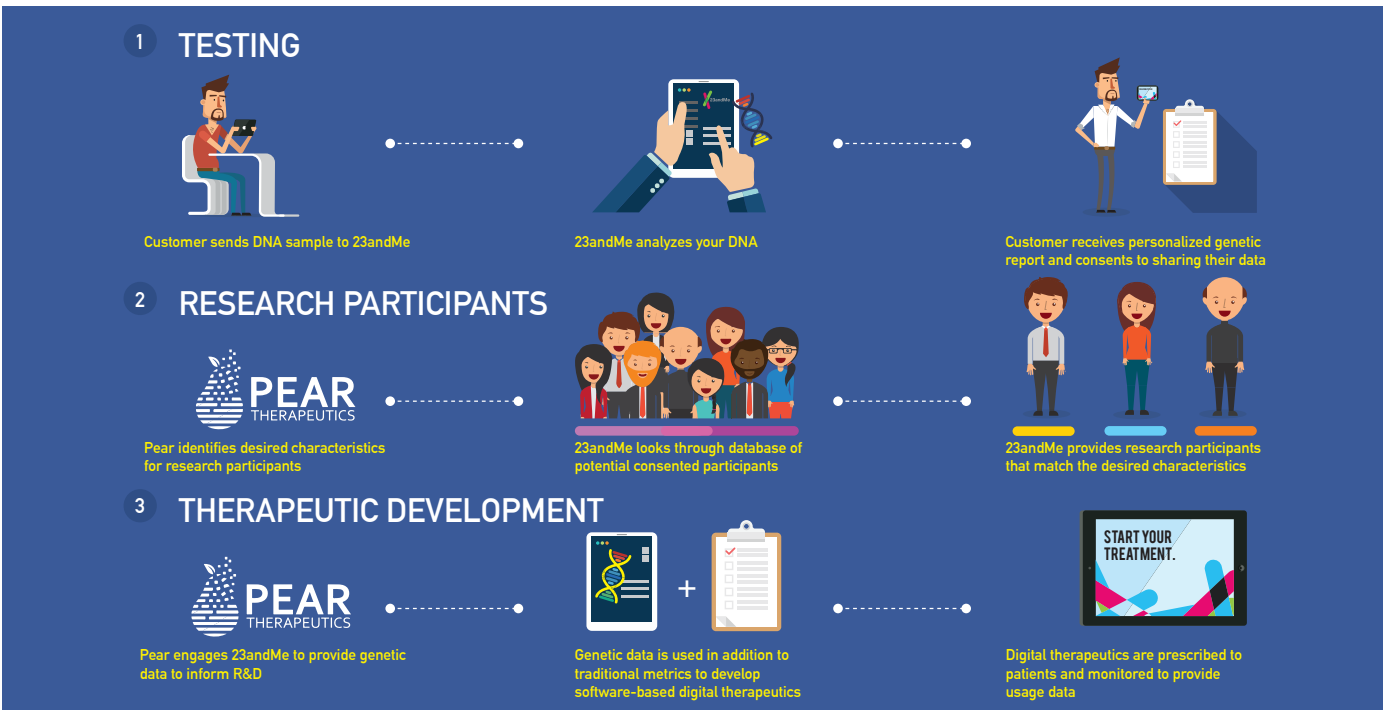 1 TESTING
23andMe
Customer sends DNA sample to 23andMe
23andMe analyzes your DNA
Customer receives personalized genetic
report and consents to sharing their data
2 RESEARCH PARTICIPANTS
PEAR
THERAPEUTICS
Pear identifies desired characteristics
for research participants
23andMe looks through database of
potential consented participants
23andMe provides research participants
that match the desired characteristics
3 THERAPEUTIC DEVELOPMENT
PEAR
THERAPEUTICS
+
START YOUR
TREATMENT.
Pear engages 23andMe to provide genetic
data to inform R&D
Genetic data is used in addition to
traditional metrics to develop
software-based digital therapeutics
Digital therapeutics are prescribed to
patients and monitored to provide
usage data